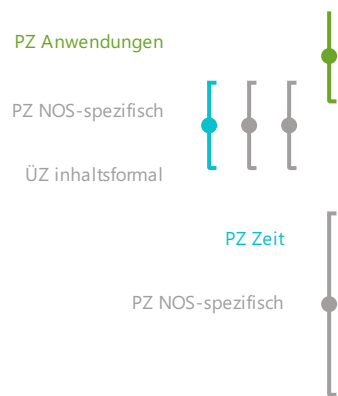 PZ Anwendungen
PZ NOS-spezifisch
ÜZ inhaltsformal
PZ Zeit
PZ NOS-spezifisch